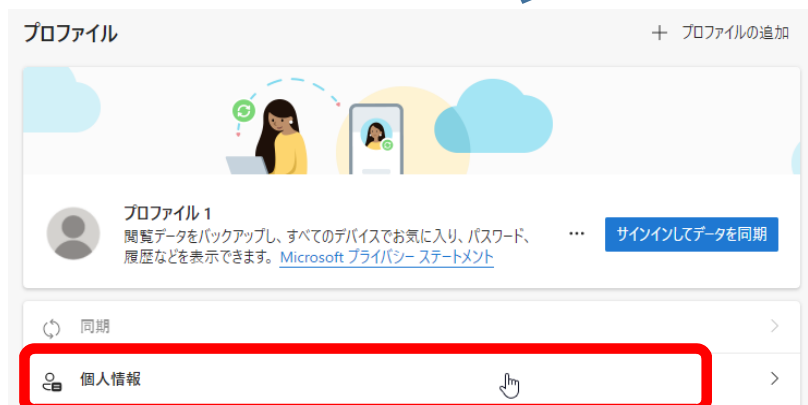 プロファイル
＋ プロファイルの追加
プロファイル 1
閲覧データをバックアップし、すべてのデバイスでお気に入り、パスワード、
履歴などを表示できます。 Microsoft プライバシー ステートメント
… サインインしてデータを同期
同期
個人情報